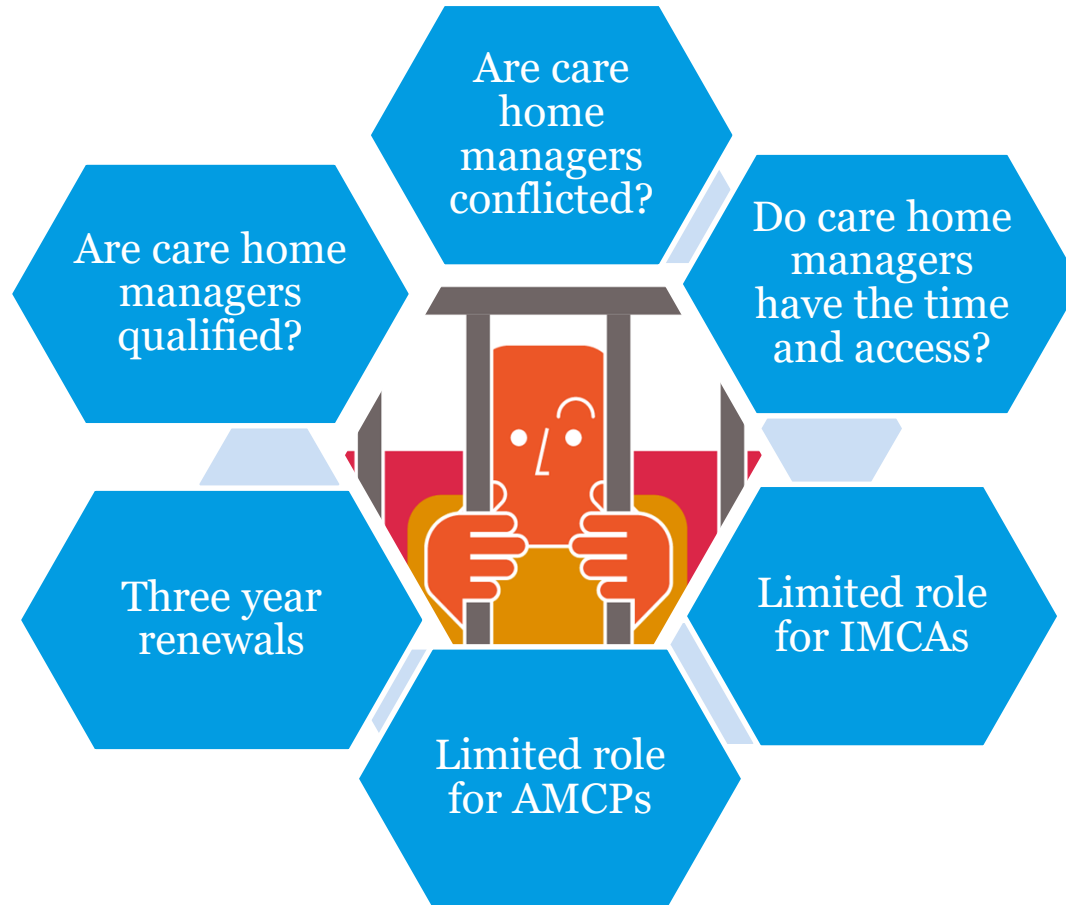 Are care
home
managers
conflicted?
Do care home
managers
have the time
and access?
Limited role
for IMCAs
Limited role
for AMCPs
Three year
renewals
Are care home
managers
qualified?